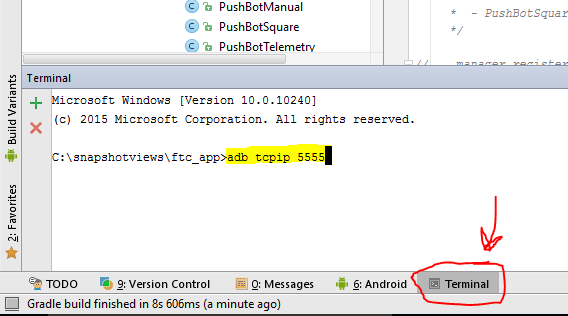 PushBotManual
PushBotSquare
PushBotTelemetry
* - PushBotSquar
*/
// manager.register
Terminal
Microsoft Windows [Version 10.0.10240]
(c) 2015 Microsoft Corporation. All rights reserved.
C:\snapshotviews\ftc_app>adb tcpip 5555
Build Variants
2: Favorites
TODO
9: Version Control
0: Messages
6: Android
Terminal
Gradle build finished in 8s 606ms (a minute ago)